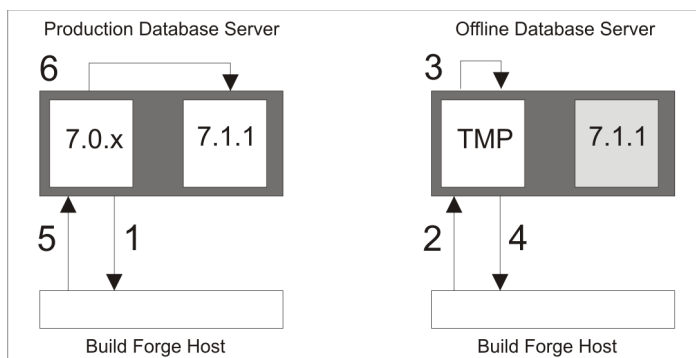 Production Database Server
6
7.0.x
7.1.1
5
1
Build Forge Host
Offline Database Server
3
TMP
7.1.1
2
4
Build Forge Host